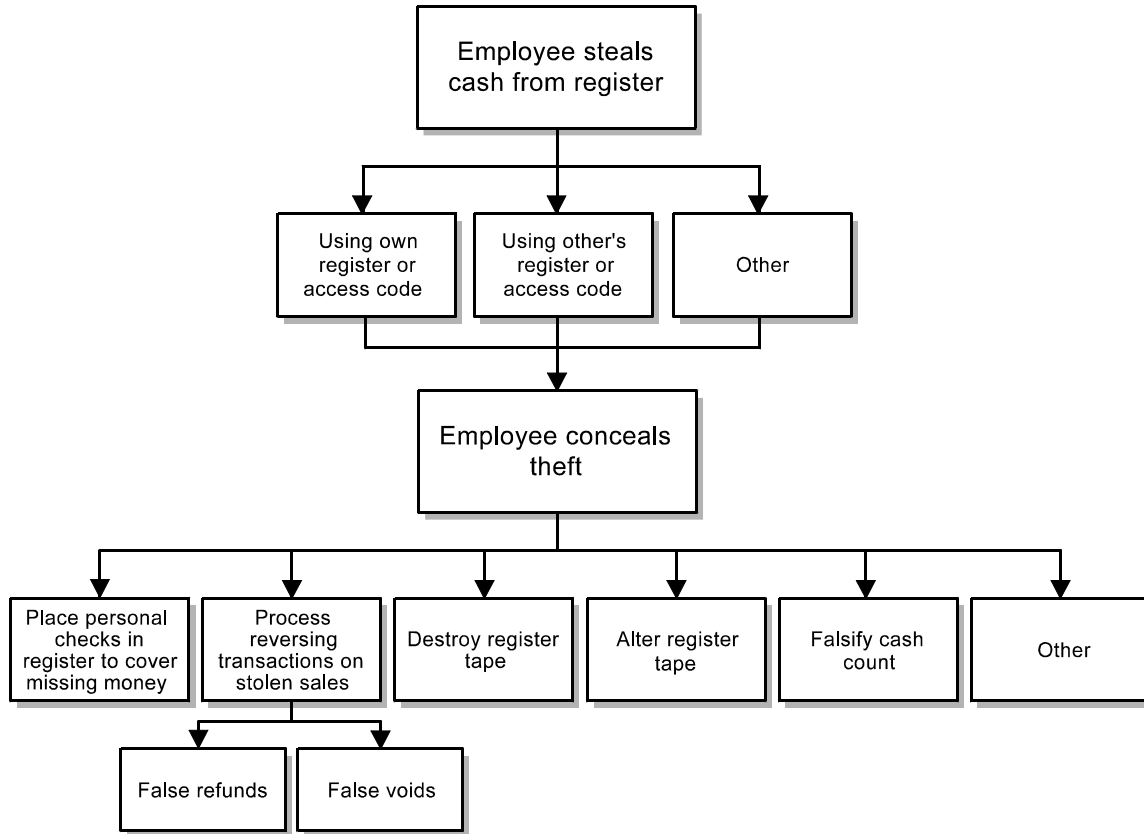 Employee steals
cash from register
Using own
register or
access code
Using other's
register or
access code
Other
Employee conceals
theft
Place personal
checks in
register to cover
missing money
Process
reversing
transactions on
stolen sales
Destroy register
tape
Alter register
tape
Falsify cash
count
Other
False refunds
False voids